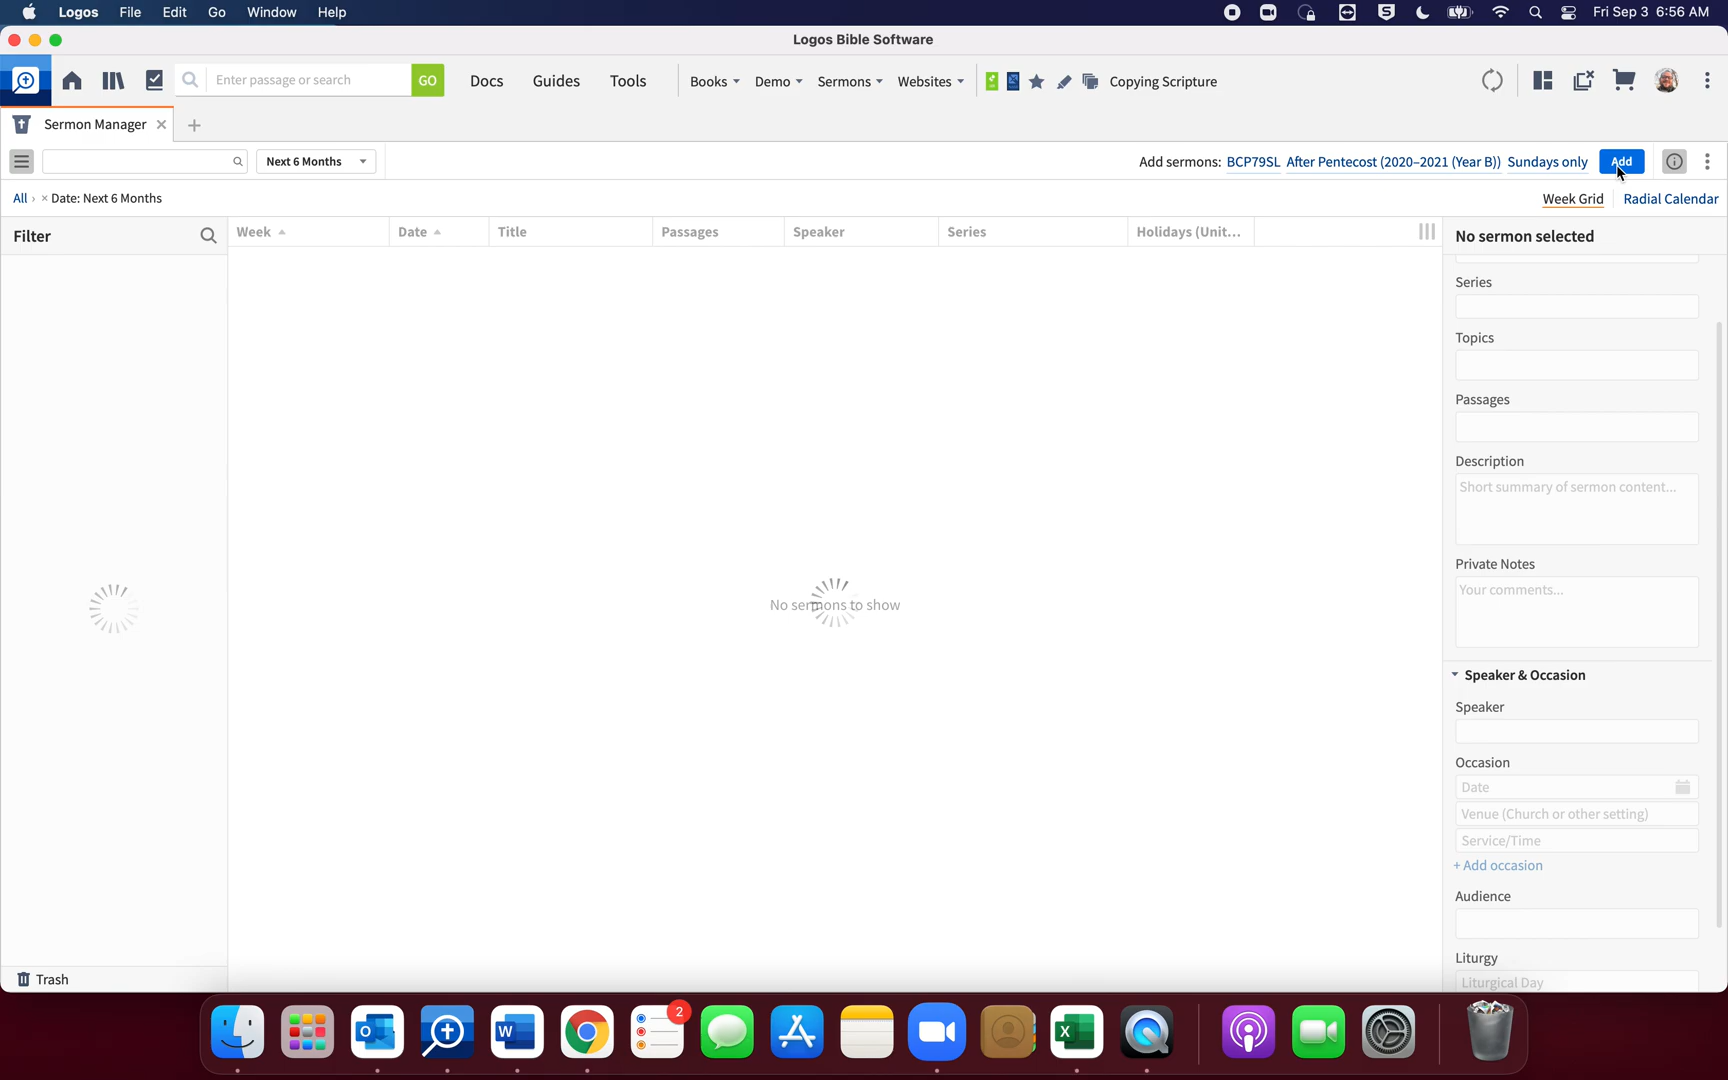 Logos File Edit Go Window Help Fri Sep 3 6:56 AM
Logos Bible Software
Enter passage or search GO Docs Guides Tools Books Demo Sermons Websites Copying Scripture
Sermon Manager
Next 6 Months Add sermons: BCP79SL After Pentecost (2020–2021 (Year B)) Sundays only Add
All › × Date: Next 6 Months Week Grid Radial Calendar
Filter Week Date Title Passages Speaker Series Holidays (Unit... No sermon selected
Series
Topics
Passages
Description
Short summary of sermon content...
Private Notes
Your comments...
No sermons to show
Speaker & Occasion
Speaker
Occasion
Date
Venue (Church or other setting)
Service/Time
+ Add occasion
Audience
Liturgy
Liturgical Day
Trash
2